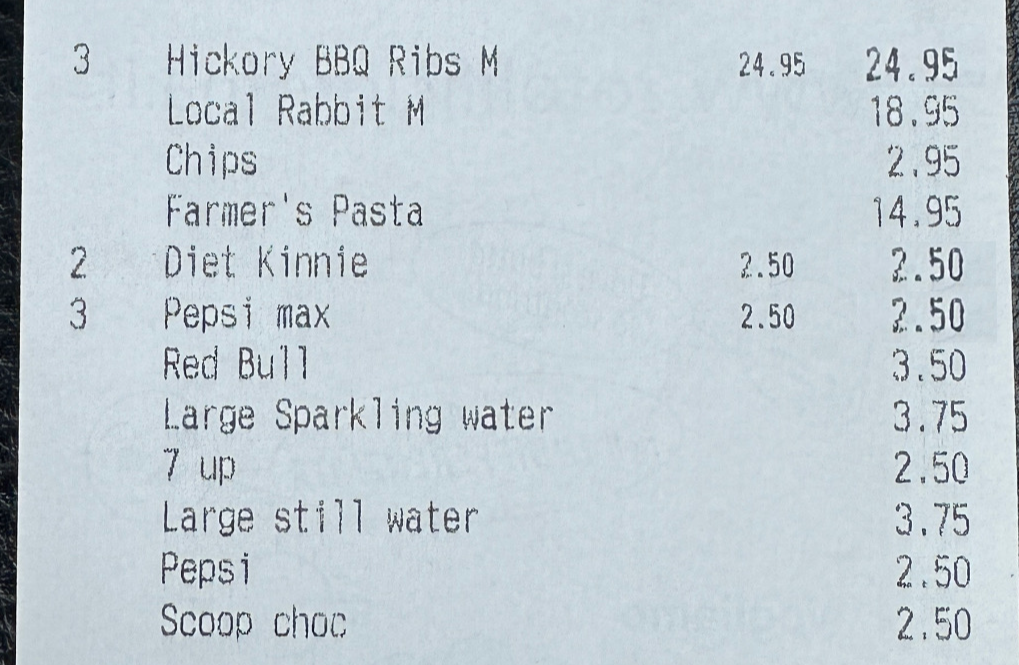 3 Hickory BBQ Ribs M 24.95 24.95
Local Rabbit M 18.95
Chips 2.95
Farmer's Pasta 14.95
2 Diet Kinnie 2.50 2.50
3 Pepsi max 2.50 2.50
Red Bull 3.50
Large Sparkling water 3.75
7 up 2.50
Large still water 3.75
Pepsi 2.50
Scoop choc 2.50